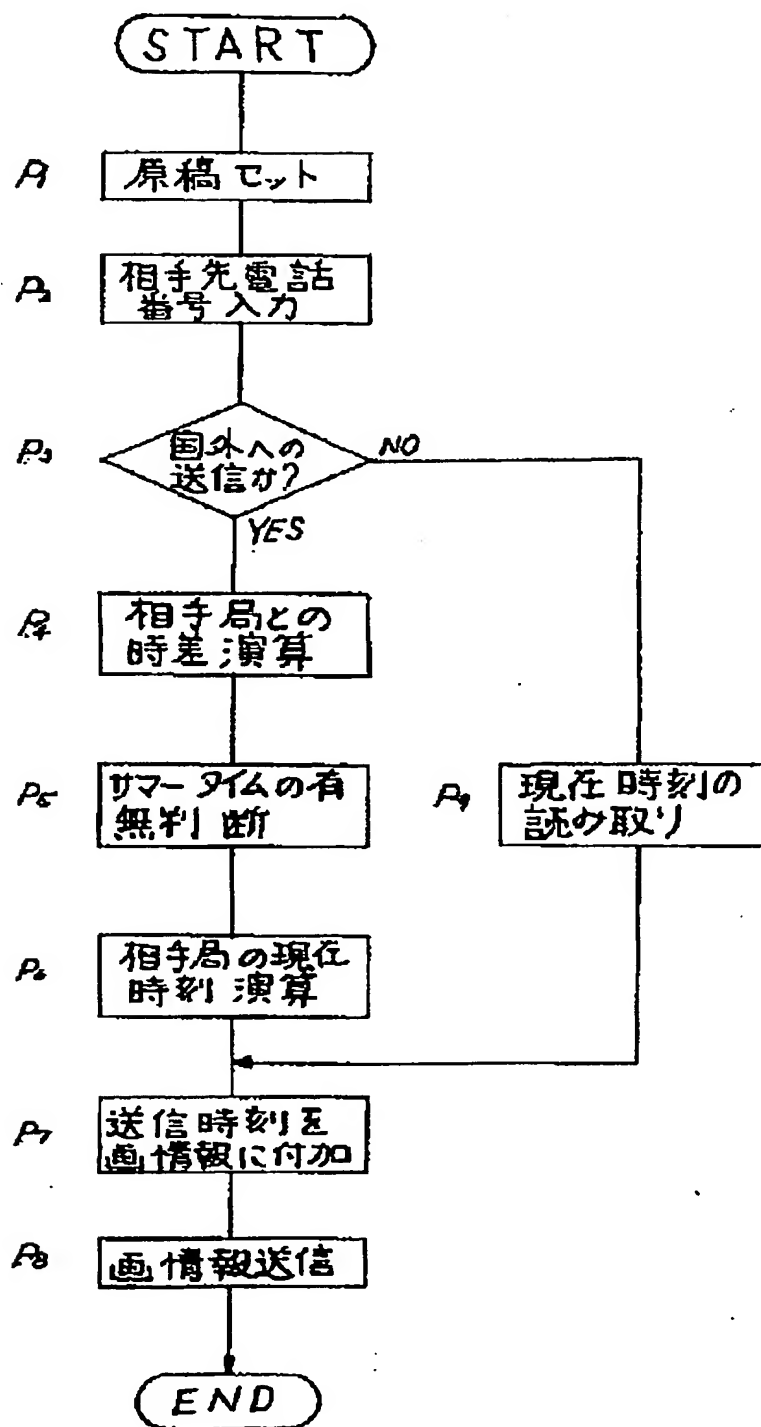 START
P1
原稿セット
P2
相手先電話
番号入力
P3
国外への
送信か?
NO
YES
P4
相手局との
時差演算
P5
サマータイムの有
無判断
P9
現在時刻の
読み取り
P6
相手局の現在
時刻演算
P7
送信時刻を
画情報に付加
P8
画情報送信
END